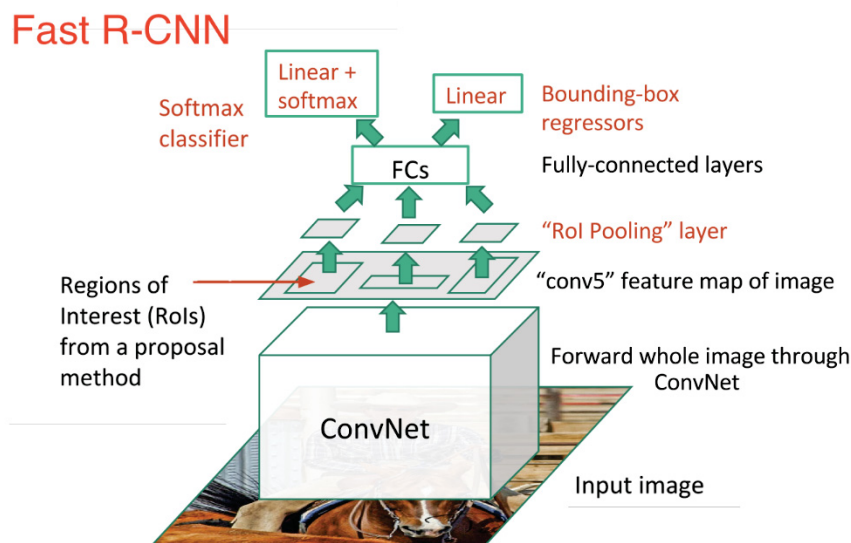 Fast R-CNN
Linear +
softmax
Linear
Softmax
classifier
Bounding-box
regressors
FCs
Fully-connected layers
“RoI Pooling” layer
Regions of
Interest (RoIs)
from a proposal
method
“conv5” feature map of image
Forward whole image through
ConvNet
ConvNet
Input image